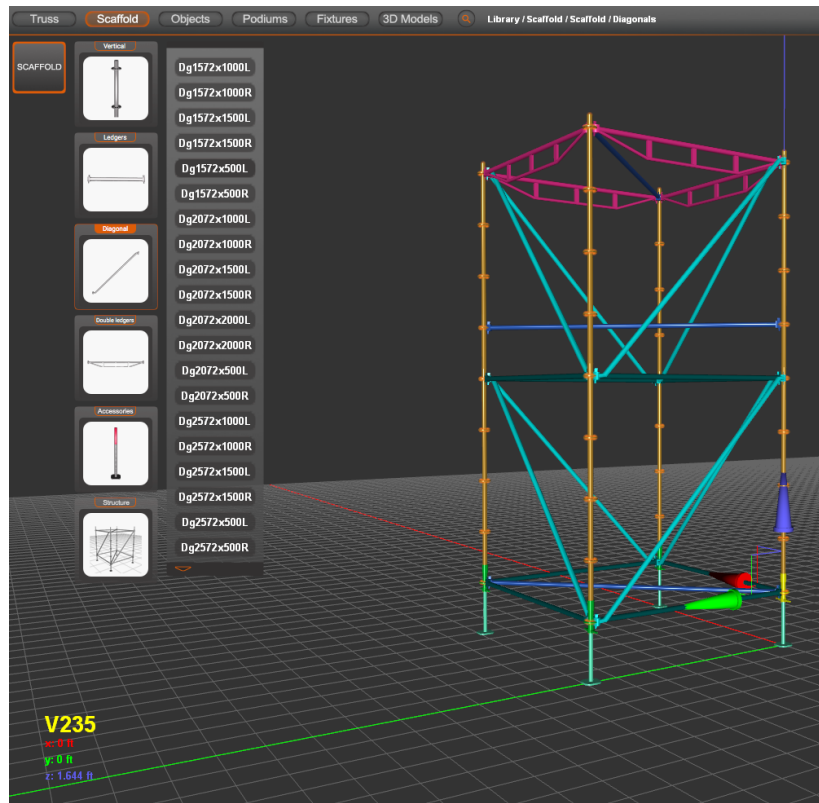 Truss Scaffold Objects Podiums Fixtures 3D Models Library / Scaffold / Scaffold / Diagonals
SCAFFOLD
Vertical
Ledgers
Diagonal
Double ledgers
Accessories
Structure
Dg1572x1000L
Dg1572x1000R
Dg1572x1500L
Dg1572x1500R
Dg1572x500L
Dg1572x500R
Dg2072x1000L
Dg2072x1000R
Dg2072x1500L
Dg2072x1500R
Dg2072x2000L
Dg2072x2000R
Dg2072x500L
Dg2072x500R
Dg2572x1000L
Dg2572x1000R
Dg2572x1500L
Dg2572x1500R
Dg2572x500L
Dg2572x500R
V235
x: 0 ft
y: 0 ft
z: 1.644 ft